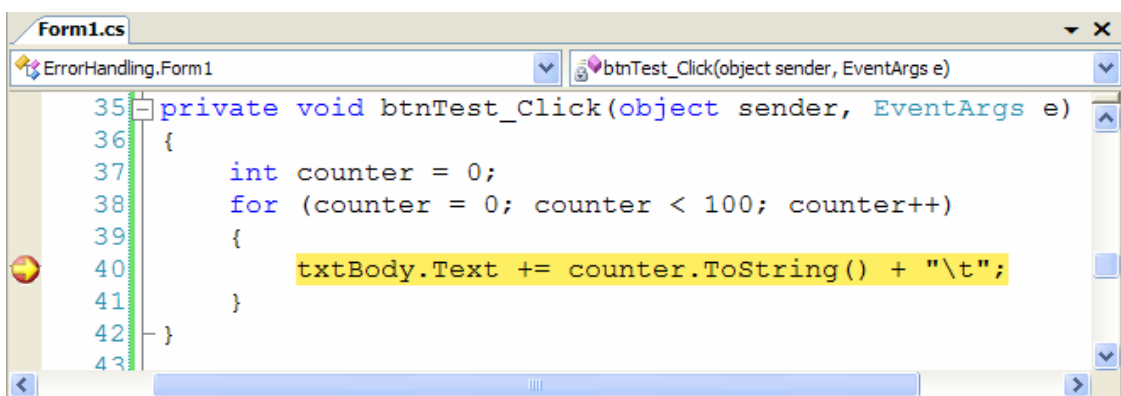 Form1.cs
ErrorHandling.Form1 btnTest_Click(object sender, EventArgs e)
35 private void btnTest_Click(object sender, EventArgs e)
36 {
37 int counter = 0;
38 for (counter = 0; counter < 100; counter++)
39 {
40 txtBody.Text += counter.ToString() + "\t";
41 }
42 }
43